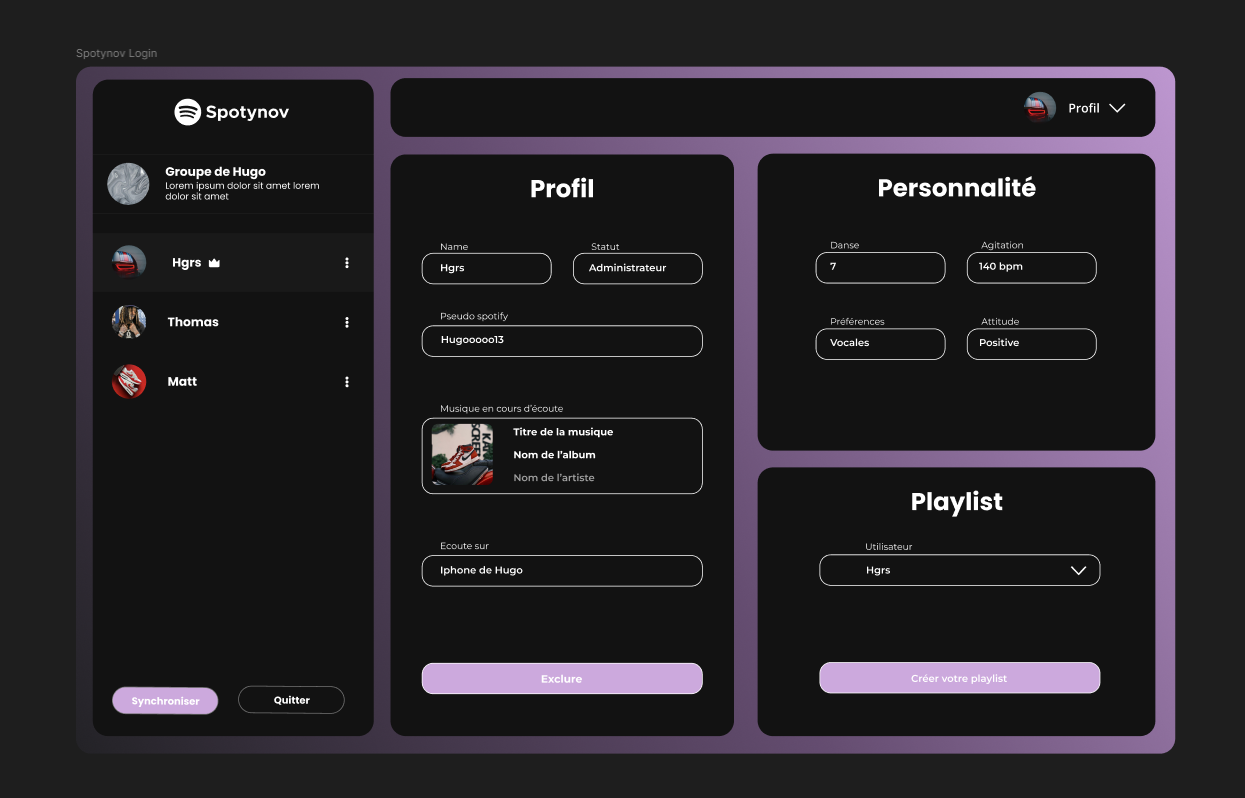 Spotynov Login
Spotynov
Groupe de Hugo
Lorem ipsum dolor sit amet lorem
dolor sit amet
Hgrs
Thomas
Matt
Synchroniser
Quitter
Profil
Profil
Name
Statut
Hgrs
Administrateur
Pseudo spotify
Hugooooo13
Musique en cours d'écoute
Titre de la musique
Nom de l'album
Nom de l'artiste
Ecoute sur
Iphone de Hugo
Exclure
Personnalité
Danse
Agitation
7
140 bpm
Préférences
Attitude
Vocales
Positive
Playlist
Utilisateur
Hgrs
Créer votre playlist